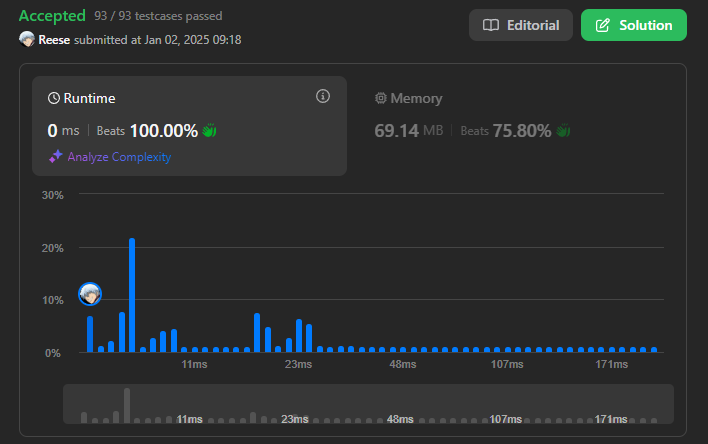 Accepted 93 / 93 testcases passed
Editorial
Solution
Reese submitted at Jan 02, 2025 09:18
Runtime
Memory
0 ms | Beats 100.00%
69.14 MB | Beats 75.80%
Analyze Complexity
30%
20%
10%
0%
11ms 23ms 48ms 107ms 171ms
11ms 23ms 48ms 107ms 171ms